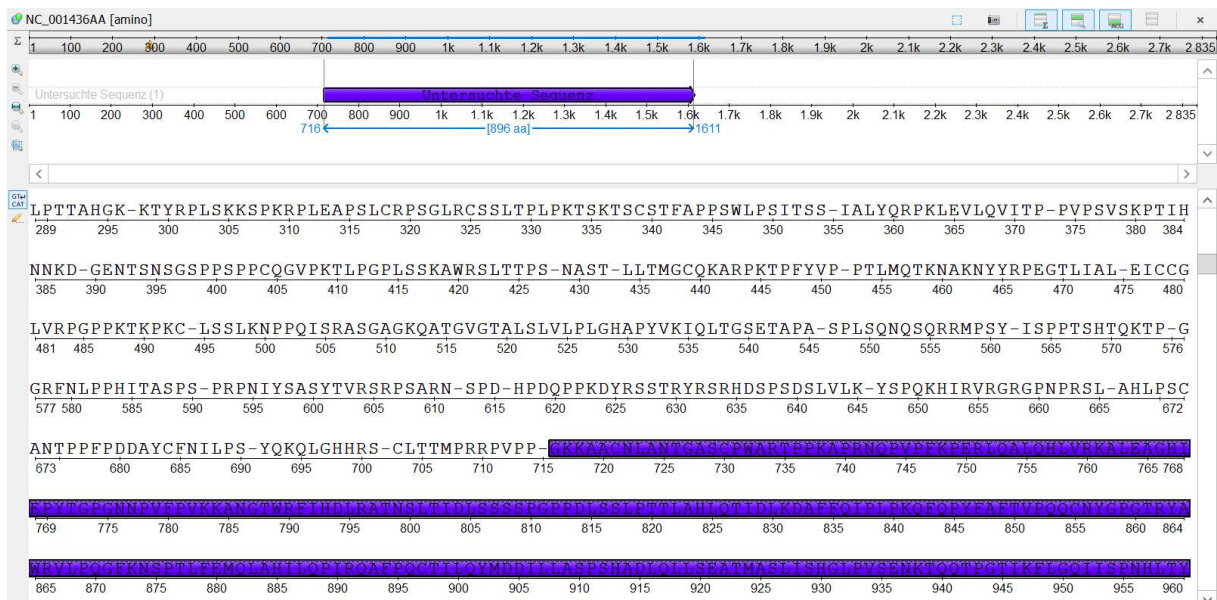 NC_001436AA [amino]
1 100 200 300 400 500 600 700 800 900 1k 1.1k 1.2k 1.3k 1.4k 1.5k 1.6k 1.7k 1.8k 1.9k 2k 2.1k 2.2k 2.3k 2.4k 2.5k 2.6k 2.7k 2.835
Untersuchte Sequenz (1) Untersuchte Sequenz
1 100 200 300 400 500 600 700 800 900 1k 1.1k 1.2k 1.3k 1.4k 1.5k 1.6k 1.7k 1.8k 1.9k 2k 2.1k 2.2k 2.3k 2.4k 2.5k 2.6k 2.7k 2 835
716 [896 aa] 1611
LPTTAHGK-KTYRPLSKKSPKRPLEAPSLCRPSGLRCSSLTPLPKTSKTSCSTFAPPSWLPSITSS-IALYQRPKLEVLQVITP-PVPSVSKPTIH
289 295 300 305 310 315 320 325 330 335 340 345 350 355 360 365 370 375 380 384
NNKD-GENTSNSGSPPSPPCQGVPKTLPGPLSSKAWRSLTTPS-NAST-LLTMGCQKARPKTPFYVP-PTLMQTKNAKNYYRPEGTLIAL-EICCG
385 390 395 400 405 410 415 420 425 430 435 440 445 450 455 460 465 470 475 480
LVRPGPPKTKPKC-LSSLKNPPQISRASGAGKQATGVGTALSLVLPLGHAPYVKIQLTGSETAPA-SPLSQNQSQRRMPSY-ISPPTSHTQKTP-G
481 485 490 495 500 505 510 515 520 525 530 535 540 545 550 555 560 565 570 576
GRFNLPPHITASPS-PRPNIYSASYTVRSRPSARN-SPD-HPDQPPKDYRSSTRYRSRHDSPSDSLVLK-YSPQKHIRVRGRGPNPRSL-AHLPSC
577 580 585 590 595 600 605 610 615 620 625 630 635 640 645 650 655 660 665 672
ANTPPFPDDAYCFNILPS-YQKQLGHHRS-CLTTMPRRPVPP-GKKAACNLANTGASCPWARTPPKAPRNQPVPFKPERLQALQHLVRKALEAGHI
673 680 685 690 695 700 705 710 715 720 725 730 735 740 745 750 755 760 765 768
EPYTGPGNNPVFPVKKANGTWRFIHDLRATNSLTIDLSSSSPGPPDLSSLPTTLAHLQTIDLKDAFFQIPLPKQFQPYFAFTVPQQCNYGPGTRYA
769 775 780 785 790 795 800 805 810 815 820 825 830 835 840 845 850 855 860 864
WRVLPQGFKNSPTLFEMQLAHILQPIRQAFPQCTILQYMDDILLASPSHADLQLLSEATMASLISHGLPVSENKTQQTPGTIKFLGQIISPNHLTY
865 870 875 880 885 890 895 900 905 910 915 920 925 930 935 940 945 950 955 960